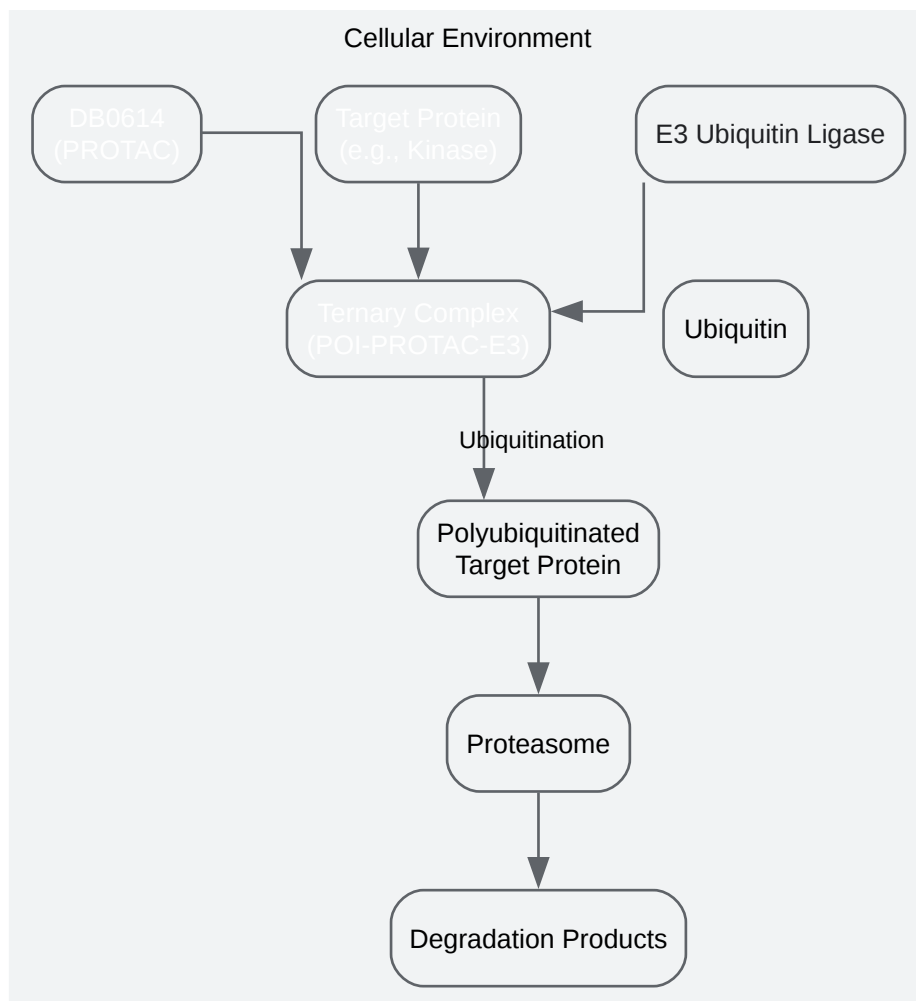 Cellular Environment
DB0614
(PROTAC)
Target Protein
(e.g., Kinase)
E3 Ubiquitin Ligase
Ternary Complex
(POI-PROTAC-E3)
Ubiquitin
Ubiquitination
Polyubiquitinated
Target Protein
Proteasome
Degradation Products